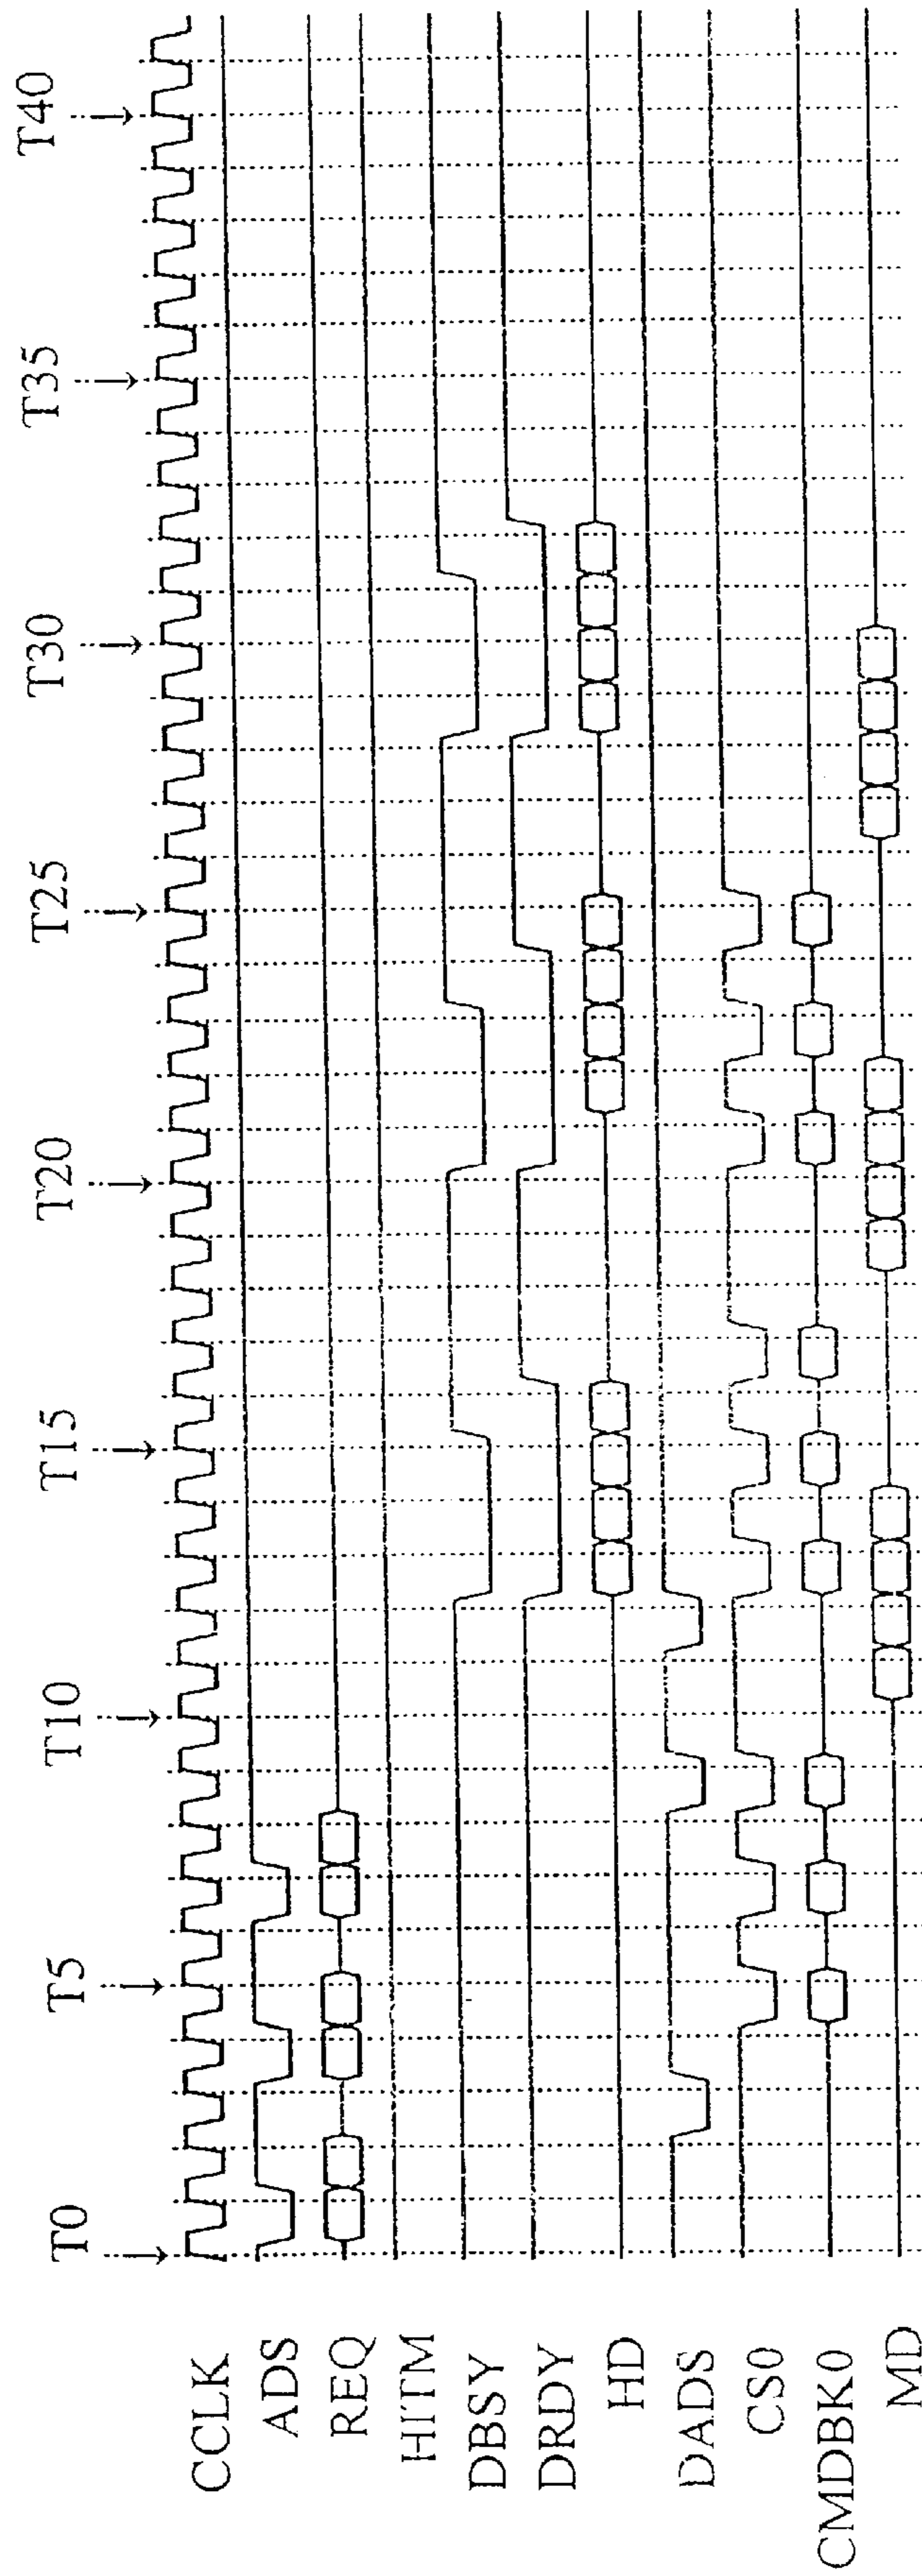 T0 T5 T10 T15 T20 T25 T30 T35 T40
CCLK
ADS
REQ
HITM
DBSY
DRDY
HD
DADS
CS0
CMDBK0
MD